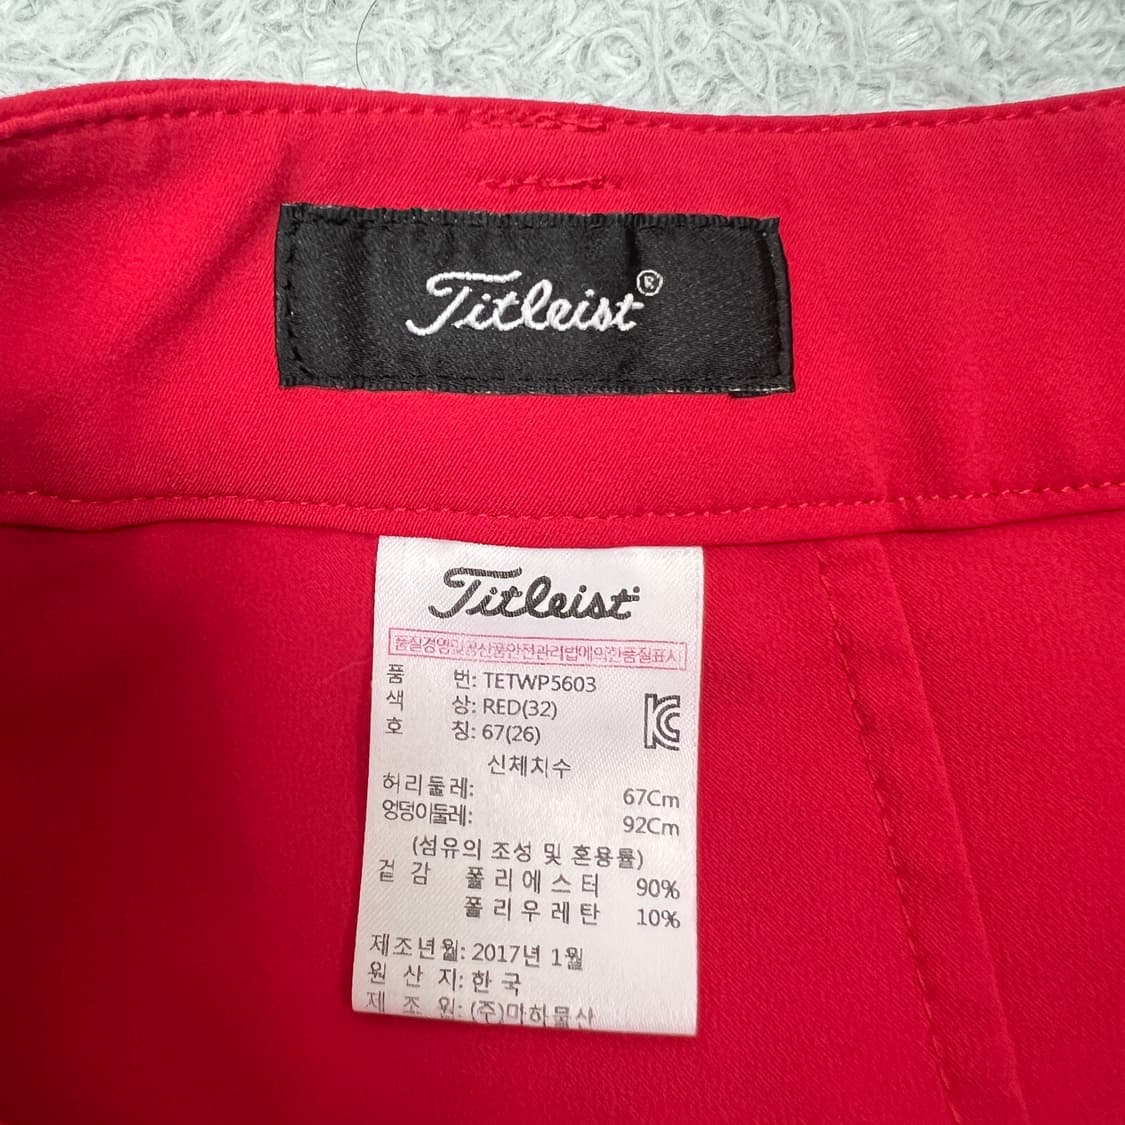 Titleist®
Titleist
품질경영및공산품안전관리법에의한품질표시
품 번: TETWP5603
색 상: RED(32)
호 칭: 67(26)
신체치수
허리둘레: 67Cm
엉덩이둘레: 92Cm
(섬유의 조성 및 혼용률)
겉 감 폴리에스터 90%
폴리우레탄 10%
제조년월: 2017년 1월
원 산 지: 한 국
제 조 원: (주)마하물산